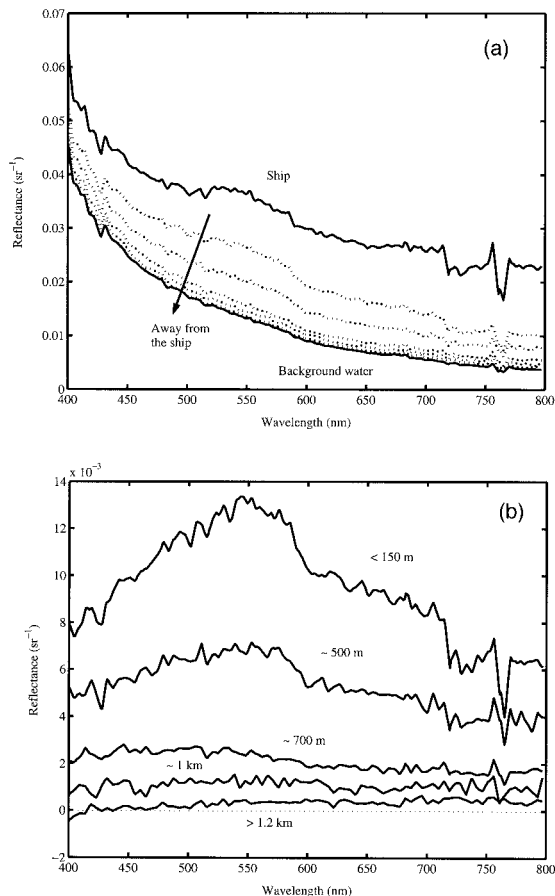 (a)
0.07
0.06
0.05
0.04
0.03
0.02
0.01
0
Reflectance (sr⁻¹)
Ship
Away from
the ship
Background water
400 450 500 550 600 650 700 750 800
Wavelength (nm)
x 10⁻³
(b)
14
12
10
8
6
4
2
0
−2
Reflectance (sr⁻¹)
< 150 m
~ 500 m
~ 700 m
~ 1 km
> 1.2 km
400 450 500 550 600 650 700 750 800
Wavelength (nm)